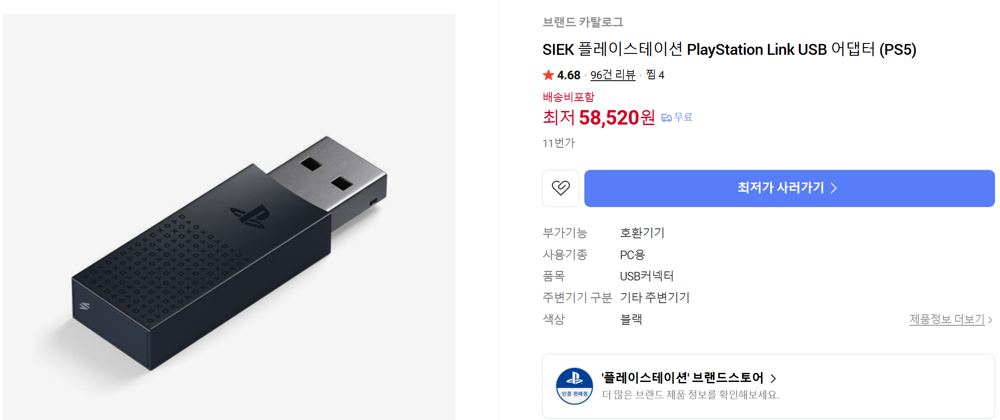 브랜드 카탈로그
SIEK 플레이스테이션 PlayStation Link USB 어댑터 (PS5)
4.68 · 96건 리뷰 · 찜 4
배송비포함
최저 58,520원 무료
11번가
최저가 사러가기
부가기능 호환기기
사용기종 PC용
품목 USB커넥터
주변기기 구분 기타 주변기기
색상 블랙
제품정보 더보기
'플레이스테이션' 브랜드스토어
인증 판매점
더 많은 브랜드 제품 정보를 확인해보세요.